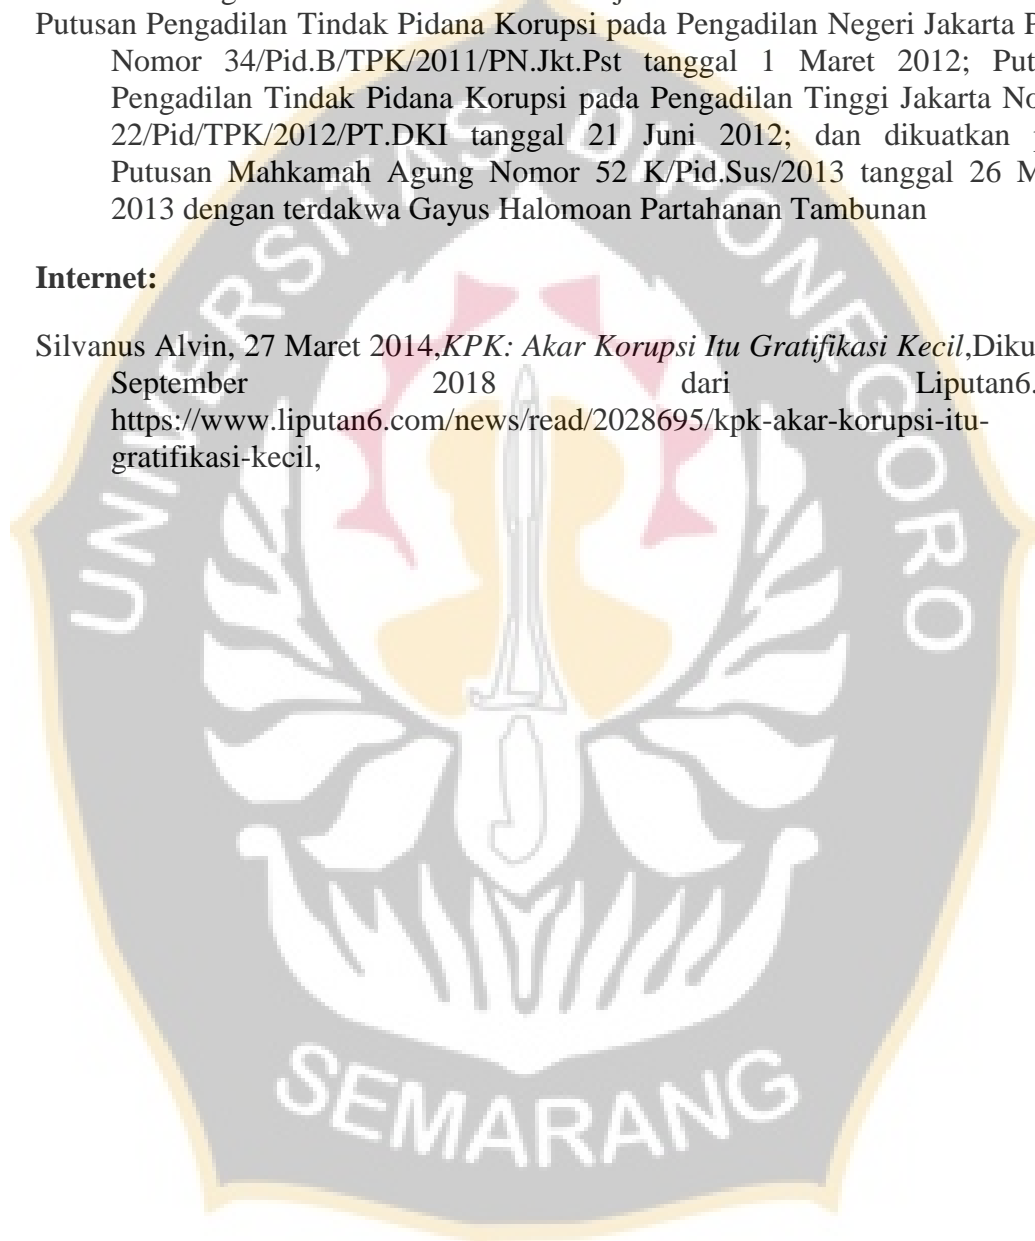 Putusan Pengadilan Tindak Pidana Korupsi pada Pengadilan Negeri Jakarta
Nomor 34/Pid.B/TPK/2011/PN.Jkt.Pst tanggal 1 Maret 2012;
Pengadilan Tindak Pidana Korupsi pada Pengadilan Tinggi Jakarta
22/Pid/TPK/2012/PT.DKI tanggal 21 Juni 2012; dan dikuatkan
Putusan Mahkamah Agung Nomor 52 K/Pid.Sus/2013 tanggal 26
2013 dengan terdakwa Gayus Halomoan Partahanan Tambunan
Internet:
Silvanus Alvin, 27 Maret 2014,KPK: Akar Korupsi Itu Gratifikasi Kecil,
September 2018 dari Liputan6.
https://www.liputan6.com/news/read/2028695/kpk-akar-korupsi-itu-
gratifikasi-kecil,
UNIVERSITAS DIPONEGORO
SEMARANG